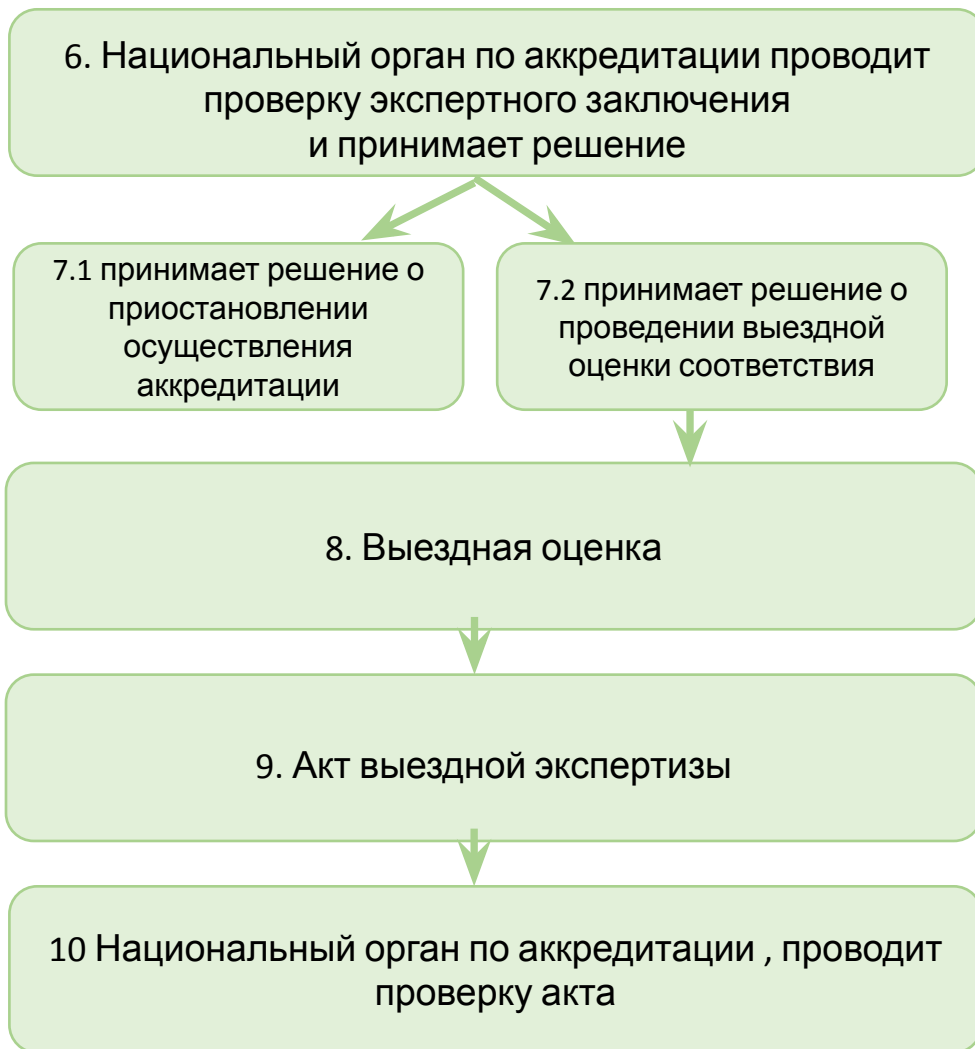 6. Национальный орган по аккредитации проводит
проверку экспертного заключения
и принимает решение
7.1 принимает решение о
приостановлении
осуществления
аккредитации
7.2 принимает решение о
проведении выездной
оценки соответствия
8. Выездная оценка
9. Акт выездной экспертизы
10 Национальный орган по аккредитации , проводит
проверку акта